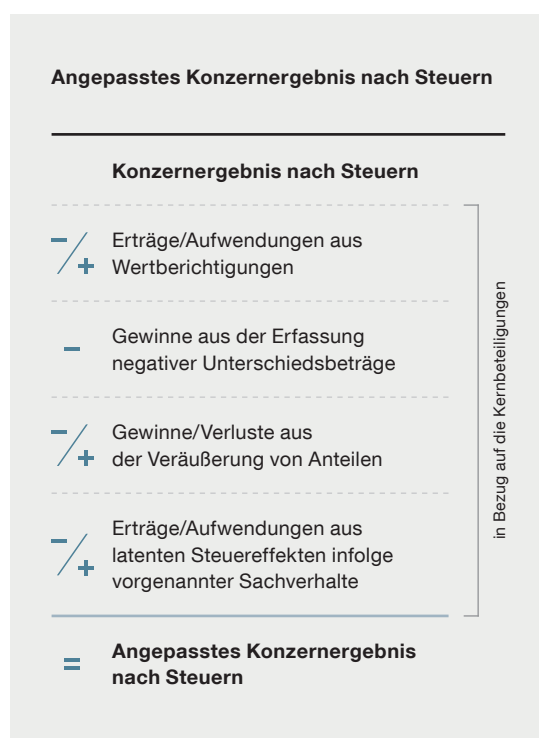 Angepasstes Konzernergebnis nach Steuern
Konzernergebnis nach Steuern
−/+ Erträge/Aufwendungen aus
Wertberichtigungen
− Gewinne aus der Erfassung
negativer Unterschiedsbeträge
−/+ Gewinne/Verluste aus
der Veräußerung von Anteilen
−/+ Erträge/Aufwendungen aus
latenten Steuereffekten infolge
vorgenannter Sachverhalte
= Angepasstes Konzernergebnis
nach Steuern
in Bezug auf die Kernbeteiligungen